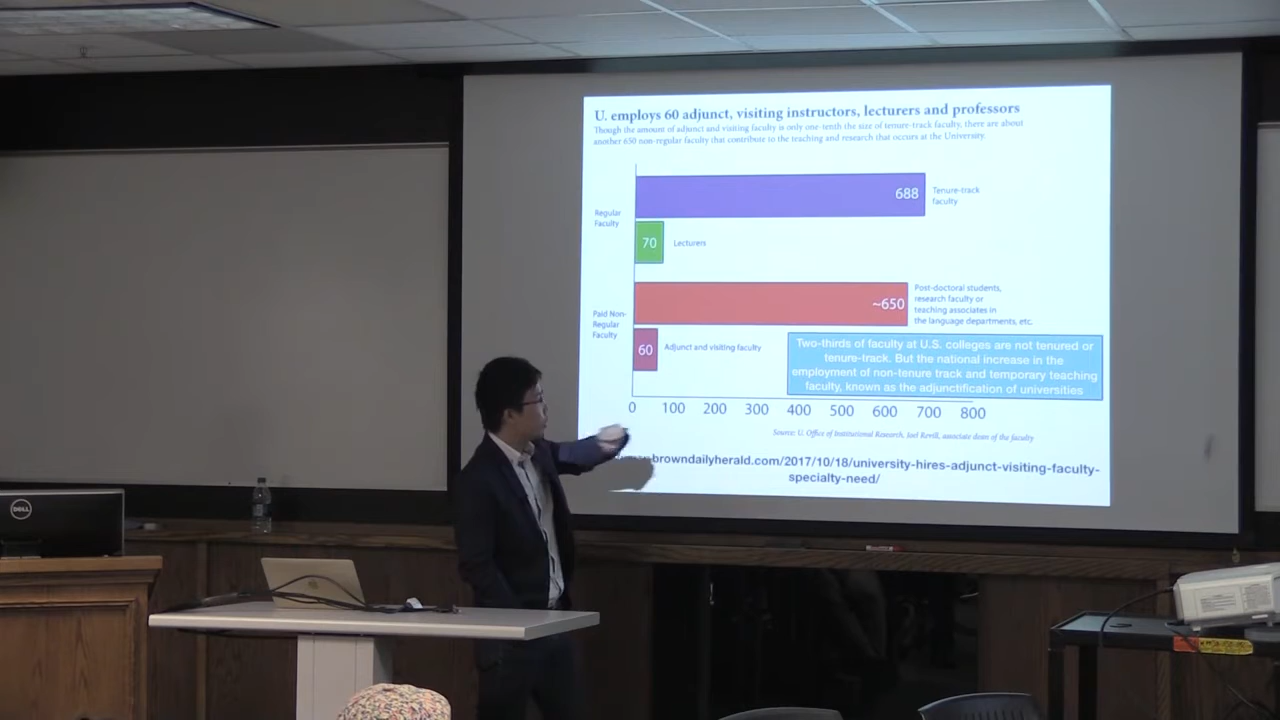 U. employs 60 adjunct, visiting instructors, lecturers and professors
Though the amount of adjunct and visiting faculty is only one-tenth the size of tenure-track faculty, there are about
another 650 non-regular faculty that contribute to the teaching and research that occurs at the University.
Regular
Faculty
688
Tenure-track
faculty
70
Lecturers
Paid Non-
Regular
Faculty
~650
Post-doctoral students,
research faculty or
teaching associates in
the language departments, etc.
60
Adjunct and visiting faculty
Two-thirds of faculty at U.S. colleges are not tenured or
tenure-track. But the national increase in the
employment of non-tenure track and temporary teaching
faculty, known as the adjunctification of universities
0 100 200 300 400 500 600 700 800
Source: U. Office of Institutional Research, Joel Revill, associate dean of the faculty
browndailyherald.com/2017/10/18/university-hires-adjunct-visiting-faculty-
specialty-need/
DELL